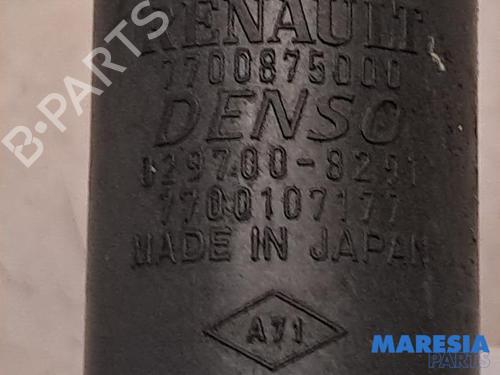 RENAULT
7700875000
DENSO
029700-8291
7700107177
MADE IN JAPAN
A71
B-PARTS
MARESIA
PARTS